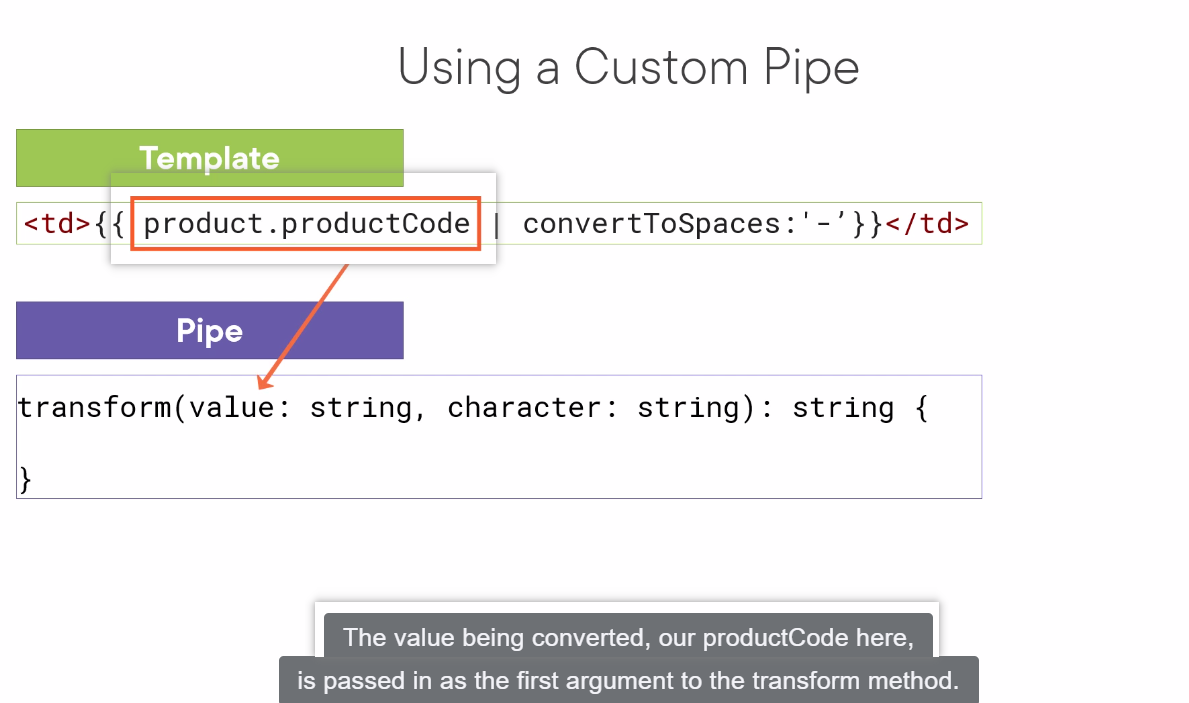 Using a Custom Pipe
Template
<td>{{ product.productCode | convertToSpaces:'-’}}</td>
Pipe
transform(value: string, character: string): string {
}
The value being converted, our productCode here,
is passed in as the first argument to the transform method.